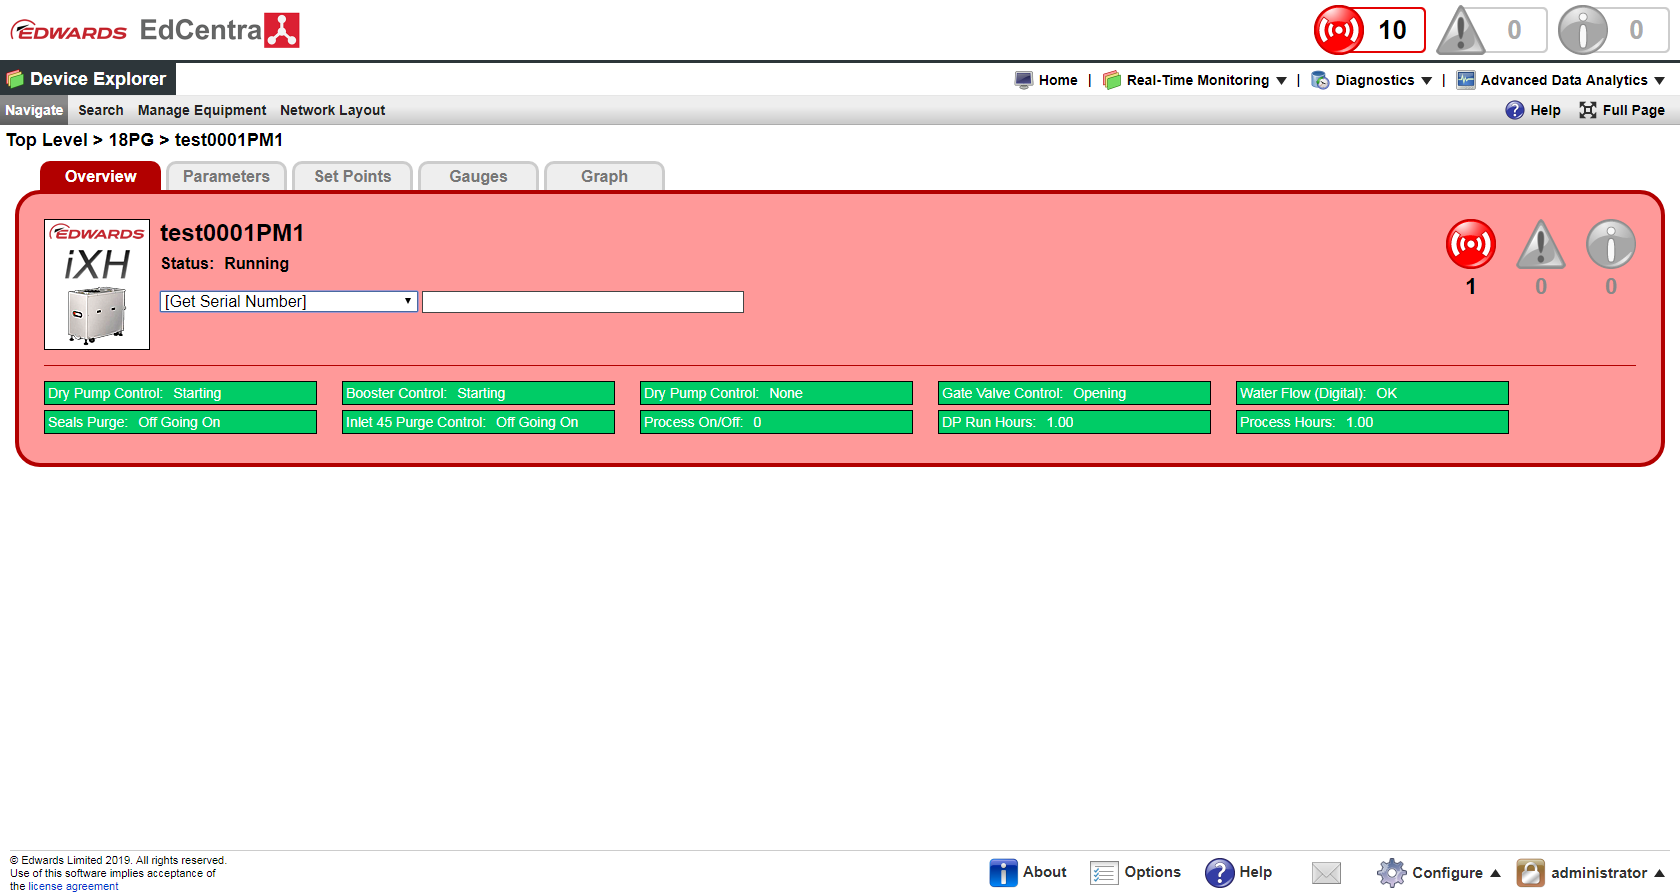 EDWARDS EdCentra
10
0
0
Device Explorer
Home | Real-Time Monitoring ▼ | Diagnostics ▼ | Advanced Data Analytics ▼
Navigate Search Manage Equipment Network Layout
Help Full Page
Top Level > 18PG > test0001PM1
Overview Parameters Set Points Gauges Graph
EDWARDS
iXH
test0001PM1
Status: Running
[Get Serial Number]
1 0 0
Dry Pump Control: Starting Booster Control: Starting Dry Pump Control: None Gate Valve Control: Opening Water Flow (Digital): OK
Seals Purge: Off Going On Inlet 45 Purge Control: Off Going On Process On/Off: 0 DP Run Hours: 1.00 Process Hours: 1.00
© Edwards Limited 2019. All rights reserved.
Use of this software implies acceptance of
the license agreement
About Options Help Configure ▲ administrator ▲